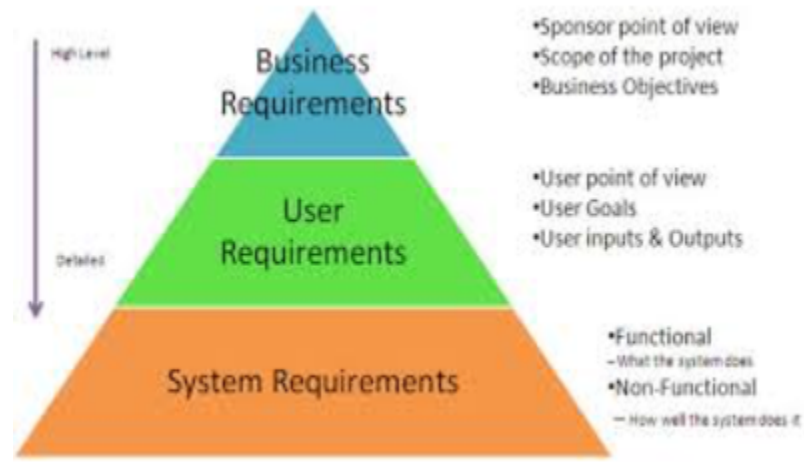 High Level
Business
Requirements
•Sponsor point of view
•Scope of the project
•Business Objectives
User
Requirements
•User point of view
•User Goals
•User inputs & Outputs
Detailed
System Requirements
•Functional
–What the system does
•Non-Functional
— How well the system does it